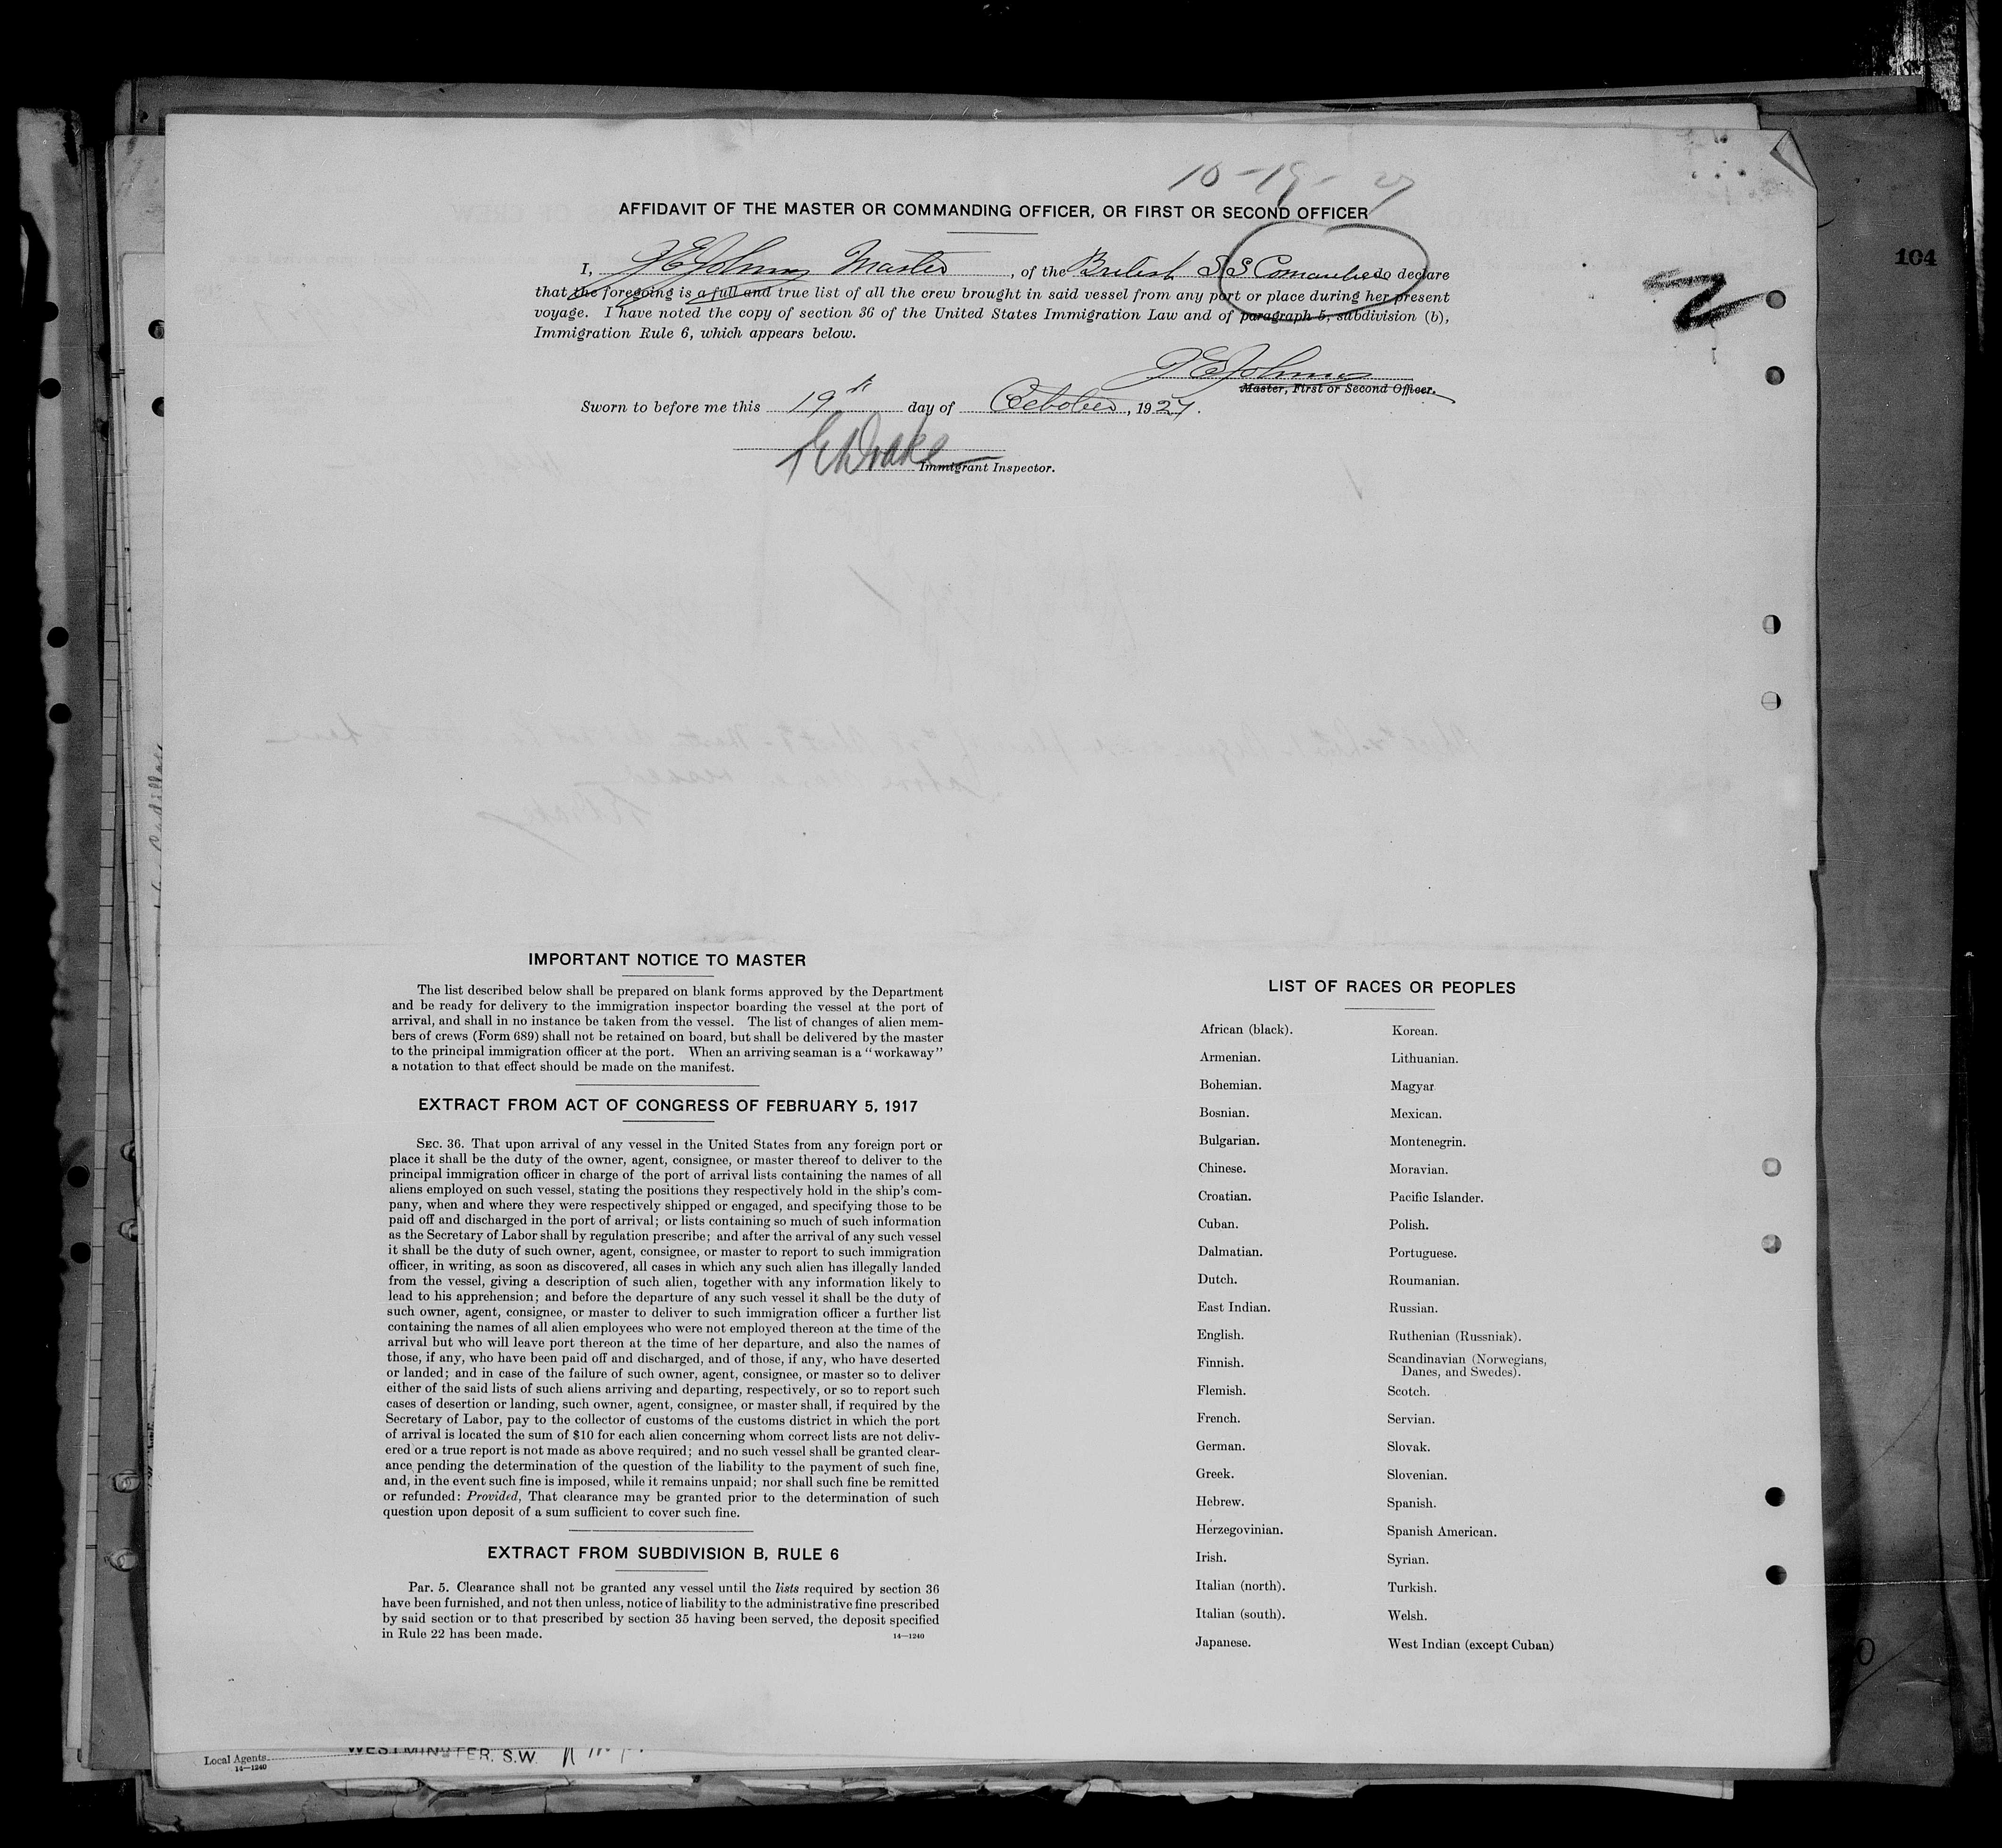 10-19-27
AFFIDAVIT OF THE MASTER OR COMMANDING OFFICER, OR FIRST OR SECOND OFFICER
I, Master, of the British SS do declare
that the foregoing is a full and true list of all the crew brought in said vessel from any port or place during her present
voyage. I have noted the copy of section 36 of the United States Immigration Law and of paragraph 5, subdivision (b),
Immigration Rule 6, which appears below.
Master, First or Second Officer.
Sworn to before me this 19th day of October, 1927.
Drake
Immigrant Inspector.
104
2
IMPORTANT NOTICE TO MASTER
The list described below shall be prepared on blank forms approved by the Department
and be ready for delivery to the immigration inspector boarding the vessel at the port of
arrival, and shall in no instance be taken from the vessel. The list of changes of alien mem-
bers of crews (Form 689) shall not be retained on board, but shall be delivered by the master
to the principal immigration officer at the port. When an arriving seaman is a "workaway"
a notation to that effect should be made on the manifest.
EXTRACT FROM ACT OF CONGRESS OF FEBRUARY 5, 1917
SEC. 36. That upon arrival of any vessel in the United States from any foreign port or
place it shall be the duty of the owner, agent, consignee, or master thereof to deliver to the
principal immigration officer in charge of the port of arrival lists containing the names of all
aliens employed on such vessel, stating the positions they respectively hold in the ship's com-
pany, when and where they were respectively shipped or engaged, and specifying those to be
paid off and discharged in the port of arrival; or lists containing so much of such information
as the Secretary of Labor shall by regulation prescribe; and after the arrival of any such vessel
it shall be the duty of such owner, agent, consignee, or master to report to such immigration
officer, in writing, as soon as discovered, all cases in which any such alien has illegally landed
from the vessel, giving a description of such alien, together with any information likely to
lead to his apprehension; and before the departure of any such vessel it shall be the duty of
such owner, agent, consignee, or master to deliver to such immigration officer a further list
containing the names of all alien employees who were not employed thereon at the time of the
arrival but who will leave port thereon at the time of her departure, and also the names of
those, if any, who have been paid off and discharged, and of those, if any, who have deserted
or landed; and in case of the failure of such owner, agent, consignee, or master so to deliver
either of the said lists of such aliens arriving and departing, respectively, or so to report such
cases of desertion or landing, such owner, agent, consignee, or master shall, if required by the
Secretary of Labor, pay to the collector of customs of the customs district in which the port
of arrival is located the sum of $10 for each alien concerning whom correct lists are not deliv-
ered or a true report is not made as above required; and no such vessel shall be granted clear-
ance pending the determination of the question of the liability to the payment of such fine,
and, in the event such fine is imposed, while it remains unpaid; nor shall such fine be remitted
or refunded: Provided, That clearance may be granted prior to the determination of such
question upon deposit of a sum sufficient to cover such fine.
EXTRACT FROM SUBDIVISION B, RULE 6
Par. 5. Clearance shall not be granted any vessel until the lists required by section 36
have been furnished, and not then unless, notice of liability to the administrative fine prescribed
by said section or to that prescribed by section 35 having been served, the deposit specified
in Rule 22 has been made.
14—1240
LIST OF RACES OR PEOPLES
African (black).
Armenian.
Bohemian.
Bosnian.
Bulgarian.
Chinese.
Croatian.
Cuban.
Dalmatian.
Dutch.
East Indian.
English.
Finnish.
Flemish.
French.
German.
Greek.
Hebrew.
Herzegovinian.
Irish.
Italian (north).
Italian (south).
Japanese.
Korean.
Lithuanian.
Magyar
Mexican.
Montenegrin.
Moravian.
Pacific Islander.
Polish.
Portuguese.
Roumanian.
Russian.
Ruthenian (Russniak).
Scandinavian (Norwegians,
Danes, and Swedes).
Scotch.
Servian.
Slovak.
Slovenian.
Spanish.
Spanish American.
Syrian.
Turkish.
Welsh.
West Indian (except Cuban)
Local Agents
14—1240
WESTMINSTER, S.W.